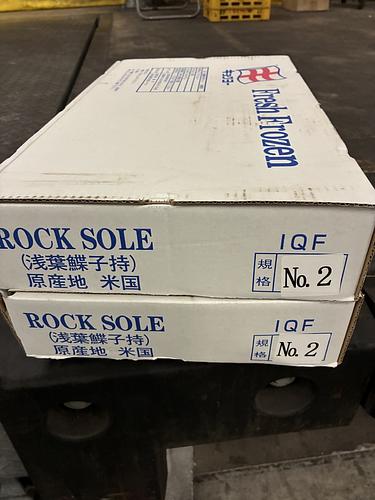 Fresh Frozen
ROCK SOLE
(浅葉鰈子持)
原産地 米国
IQF
規格
No. 2
ROCK SOLE
(浅葉鰈子持)
原産地 米国
IQF
規格
No. 2